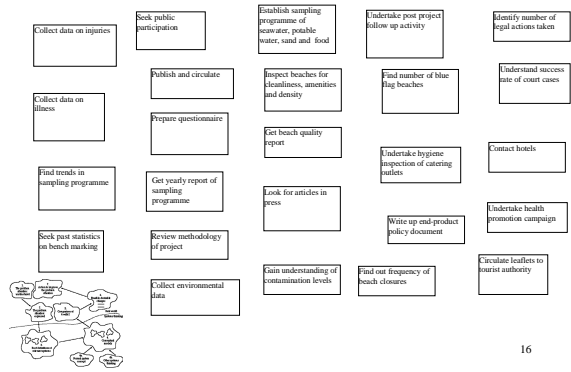 Collect data on injuries
Collect data on
illness
Find trends in
sampling programme
Seek past statistics
on bench marking
Seek public
participation
Publish and circulate
Prepare questionnaire
Get yearly report of
sampling
programme
Review methodology
of project
Collect environmental
data
Establish sampling
programme of
seawater, potable
water, sand and food
Inspect beaches for
cleanliness, amenities
and density
Get beach quality
report
Look for articles in
press
Gain understanding of
contamination levels
Undertake post project
follow up activity
Find number of blue
flag beaches
Undertake hygiene
inspection of catering
outlets
Write up end-product
policy document
Find out frequency of
beach closures
Identify number of
legal actions taken
Understand success
rate of court cases
Contact hotels
Undertake health
promotion campaign
Circulate leaflets to
tourist authority
16